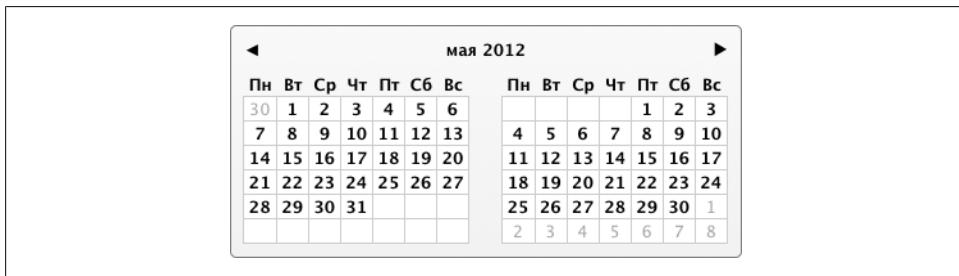 ◀ мая 2012 ▶
Пн Вт Ср Чт Пт Сб Вс Пн Вт Ср Чт Пт Сб Вс
30 1 2 3 4 5 6 1 2 3
7 8 9 10 11 12 13 4 5 6 7 8 9 10
14 15 16 17 18 19 20 11 12 13 14 15 16 17
21 22 23 24 25 26 27 18 19 20 21 22 23 24
28 29 30 31 25 26 27 28 29 30 1
2 3 4 5 6 7 8